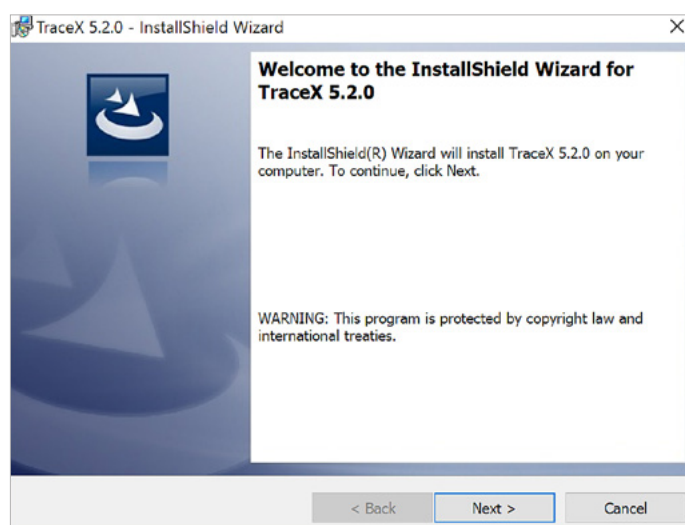 TraceX 5.2.0 - InstallShield Wizard
Welcome to the InstallShield Wizard for
TraceX 5.2.0
The InstallShield(R) Wizard will install TraceX 5.2.0 on your
computer. To continue, click Next.
WARNING: This program is protected by copyright law and
international treaties.
< Back Next > Cancel